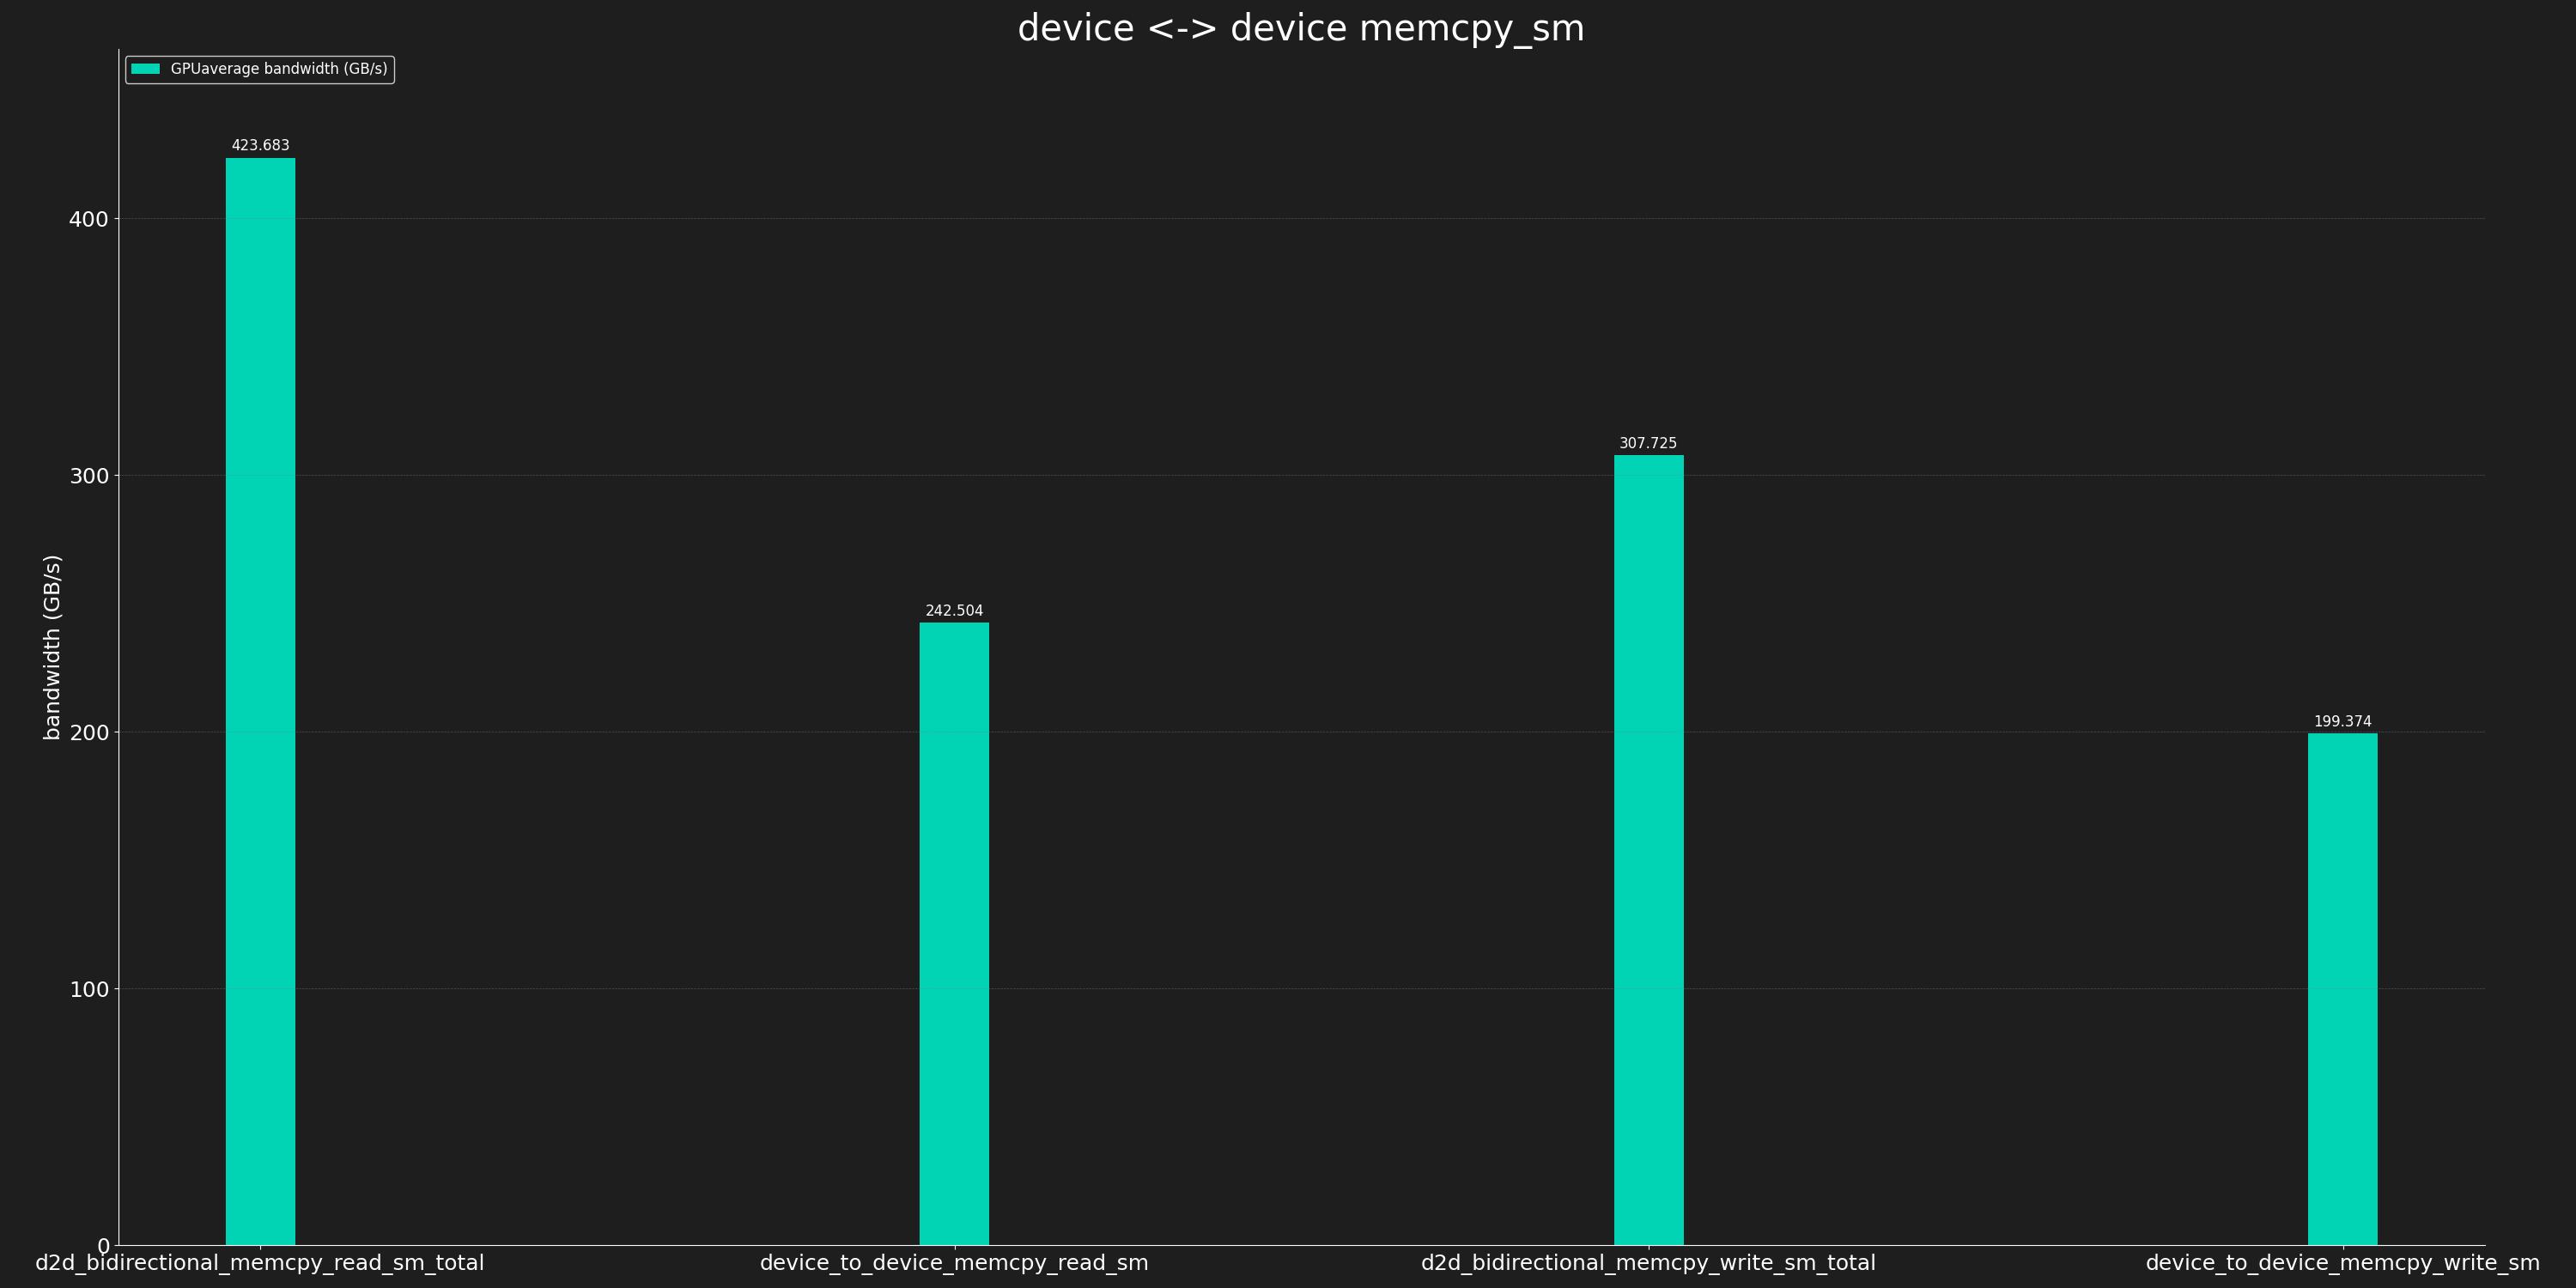 device <-> device memcpy_sm
GPUaverage bandwidth (GB/s)
423.683
400
307.725
300
242.504
bandwidth (GB/s)
199.374
200
100
0
d2d_bidirectional_memcpy_read_sm_total
device_to_device_memcpy_read_sm
d2d_bidirectional_memcpy_write_sm_total
device_to_device_memcpy_write_sm